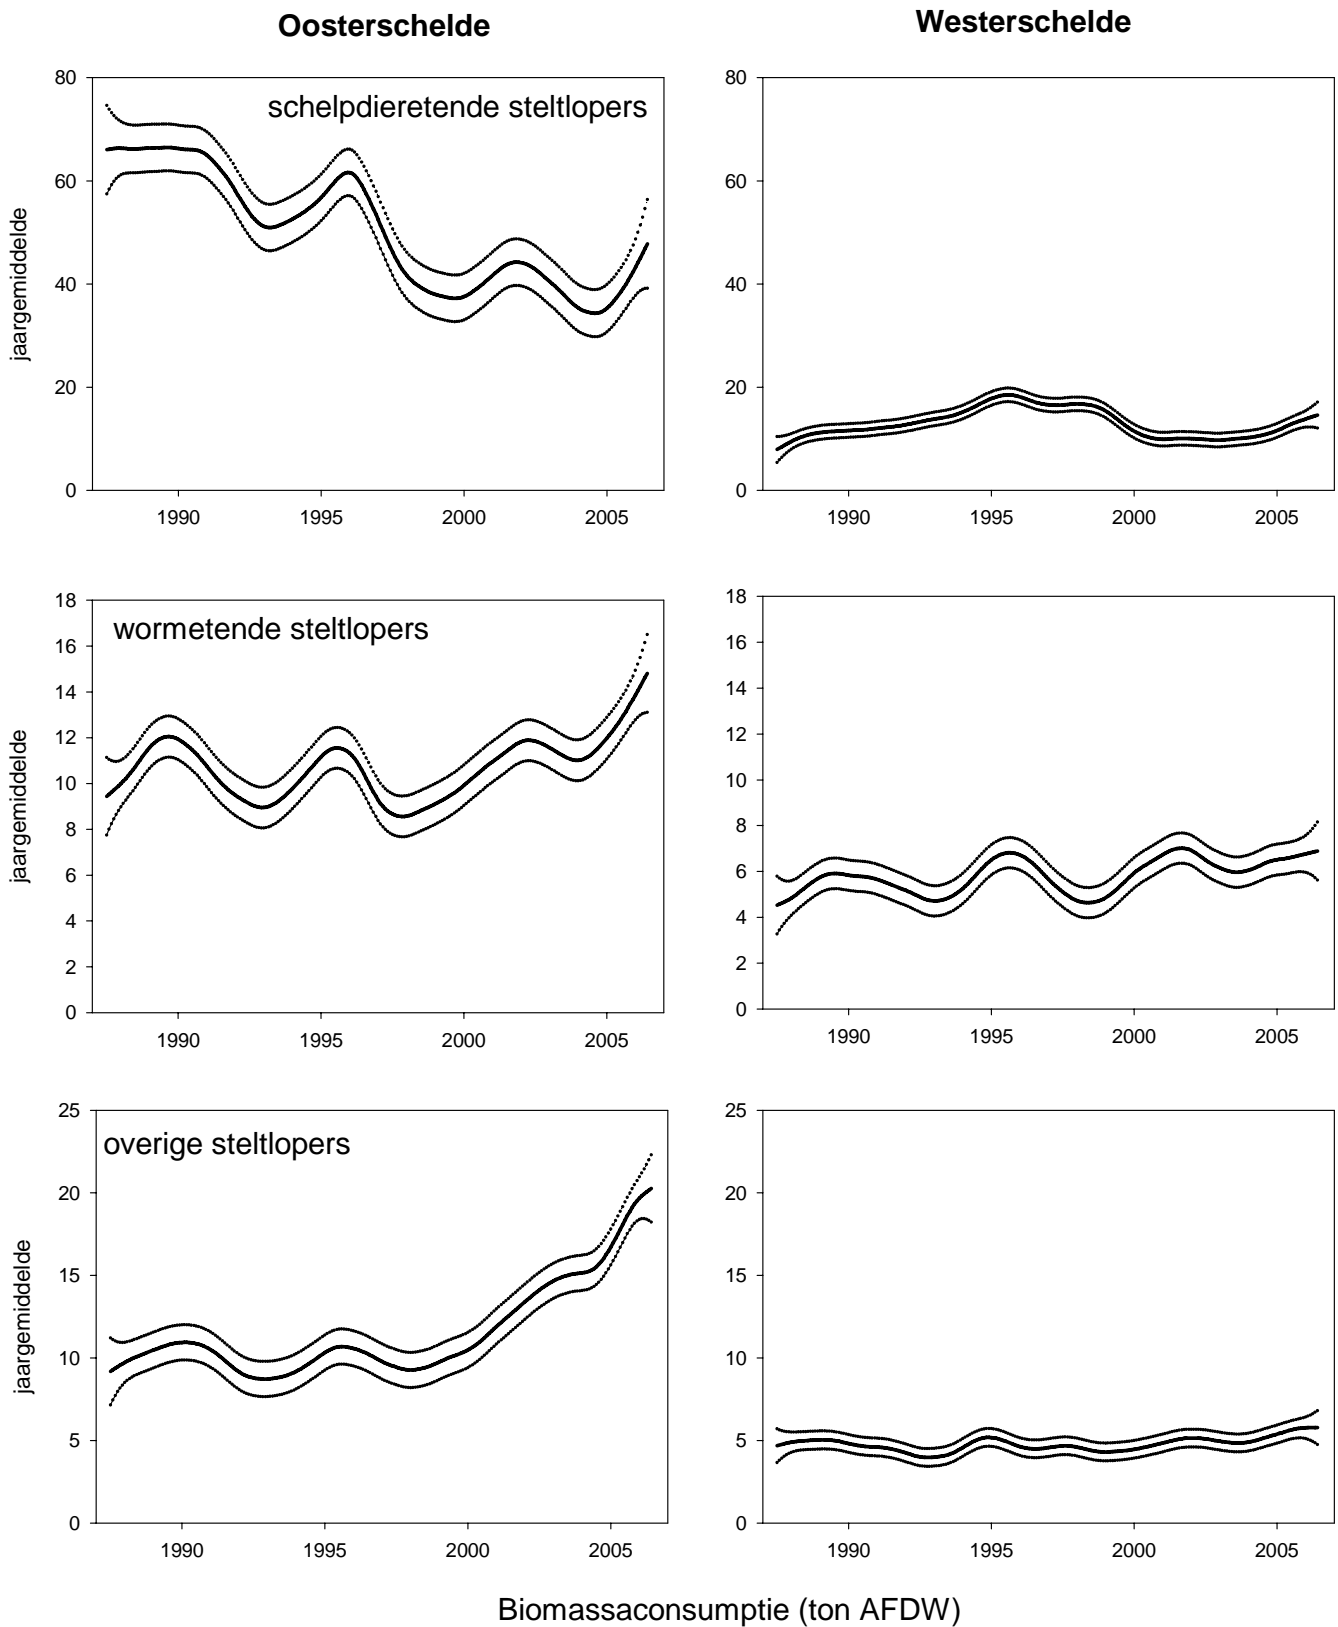 Oosterschelde
Westerschelde
80
60
40
20
0
jaargemiddelde
schelpdieretende steltlopers
1990 1995 2000 2005
80
60
40
20
0
1990 1995 2000 2005
18
16
14
12
10
8
6
4
2
0
jaargemiddelde
wormetende steltlopers
1990 1995 2000 2005
18
16
14
12
10
8
6
4
2
0
1990 1995 2000 2005
25
20
15
10
5
0
jaargemiddelde
overige steltlopers
1990 1995 2000 2005
25
20
15
10
5
0
1990 1995 2000 2005
Biomassaconsumptie (ton AFDW)